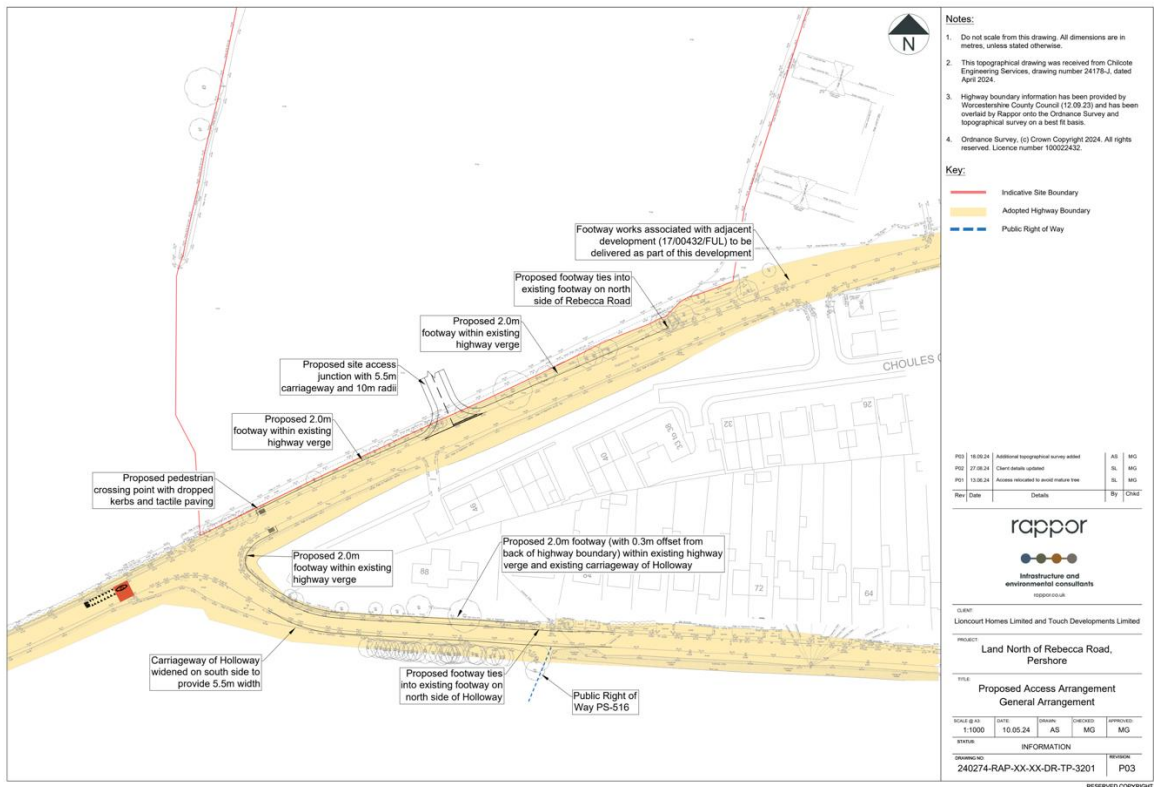 N
Footway works associated with adjacent
development (17/00432/FUL) to be
delivered as part of this development
Proposed footway ties into
existing footway on north
side of Rebecca Road
Proposed 2.0m
footway within existing
highway verge
Proposed site access
junction with 5.5m
carriageway and 10m radii
Proposed 2.0m
footway within existing
highway verge
Proposed pedestrian
crossing point with dropped
kerbs and tactile paving
Proposed 2.0m
footway within existing
highway verge
Proposed 2.0m footway (with 0.3m offset from
back of highway boundary) within existing highway
verge and existing carriageway of Holloway
Carriageway of Holloway
widened on south side to
provide 5.5m width
Proposed footway ties
into existing footway on
north side of Holloway
Public Right of
Way PS-516
CHOULES C
26
32
33 to 36
40
46
88
72
64
Notes:
1. Do not scale from this drawing. All dimensions are in
metres, unless stated otherwise.
2. This topographical drawing was received from Chilcote
Engineering Services, drawing number 24178-J, dated
April 2024.
3. Highway boundary information has been provided by
Worcestershire County Council (12.09.23) and has been
overlaid by Rappor onto the Ordnance Survey and
topographical survey on a best fit basis.
4. Ordnance Survey, (c) Crown Copyright 2024. All rights
reserved. Licence number 100022432.
Key:
Indicative Site Boundary
Adopted Highway Boundary
Public Right of Way
P03 18.09.24 Additional topographical survey added AS MG
P02 27.08.24 Client details updated SL MG
P01 13.08.24 Access relocated to avoid mature tree SL MG
Rev Date Details By Chkd
rappor
Infrastructure and
environmental consultants
rappor.co.uk
CLIENT:
Lioncourt Homes Limited and Touch Developments Limited
PROJECT:
Land North of Rebecca Road,
Pershore
TITLE:
Proposed Access Arrangement
General Arrangement
SCALE @ A3: DATE: DRAWN: CHECKED: APPROVED:
1:1000 10.05.24 AS MG MG
STATUS:
INFORMATION
DRAWING NO: REVISION:
240274-RAP-XX-XX-DR-TP-3201 P03
RESERVED COPYRIGHT